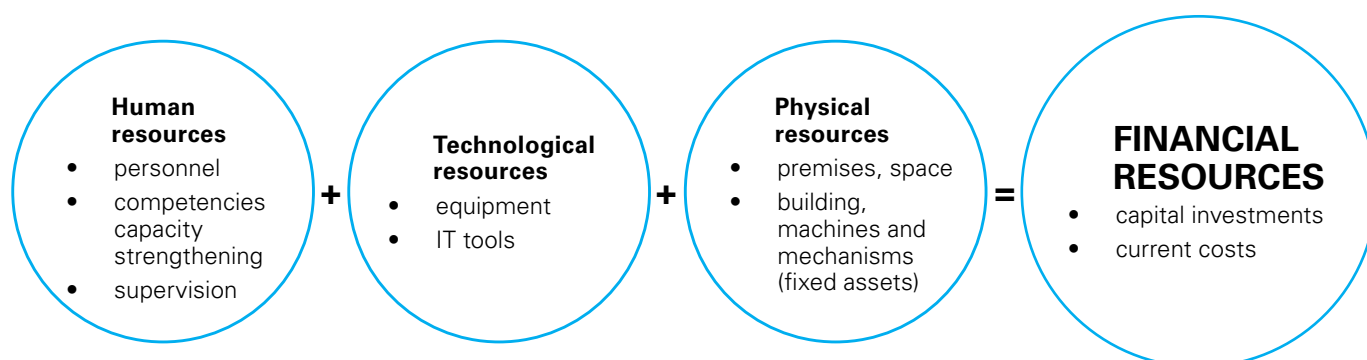 Human
resources
• personnel
• competencies
capacity
strengthening
• supervision
+
Technological
resources
• equipment
• IT tools
+
Physical
resources
• premises, space
• building,
machines and
mechanisms
(fixed assets)
=
FINANCIAL
RESOURCES
• capital investments
• current costs